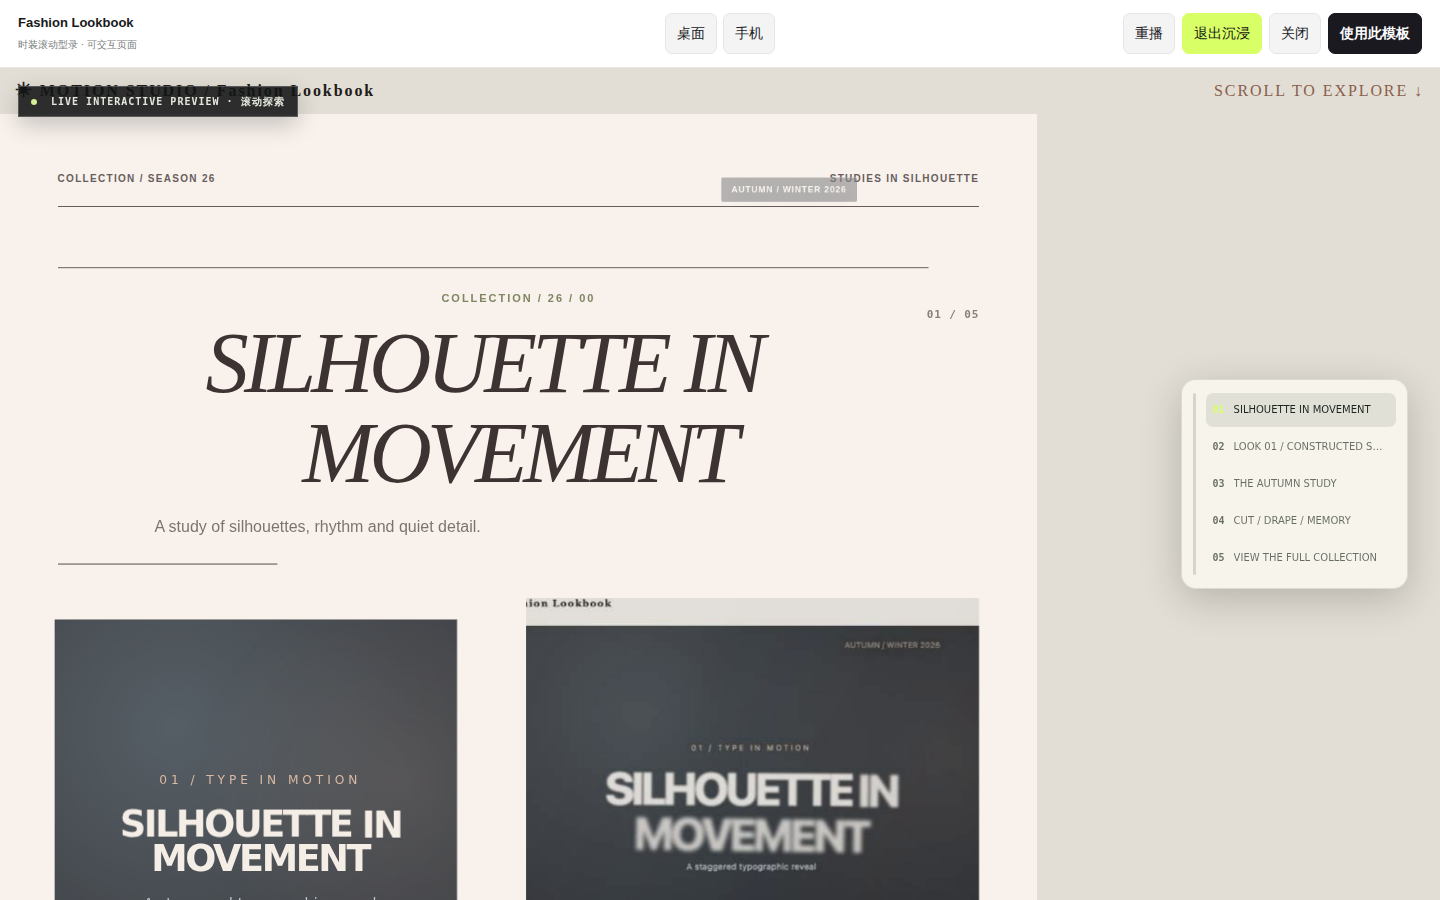 Fashion Lookbook
时装滚动型录 · 可交互页面
桌面
手机
重播
退出沉浸
关闭
使用此模板
MOTION STUDIO / Fashion Lookbook
SCROLL TO EXPLORE ↓
LIVE INTERACTIVE PREVIEW · 滚动探索
COLLECTION / SEASON 26
STUDIES IN SILHOUETTE
AUTUMN / WINTER 2026
COLLECTION / 26 / 00
01 / 05
SILHOUETTE IN
MOVEMENT
A study of silhouettes, rhythm and quiet detail.
01 SILHOUETTE IN MOVEMENT
02 LOOK 01 / CONSTRUCTED S...
03 THE AUTUMN STUDY
04 CUT / DRAPE / MEMORY
05 VIEW THE FULL COLLECTION
01 / TYPE IN MOTION
SILHOUETTE IN
MOVEMENT
Lookbook
AUTUMN / WINTER 2026
01 / TYPE IN MOTION
SILHOUETTE IN
MOVEMENT
A staggered typographic reveal